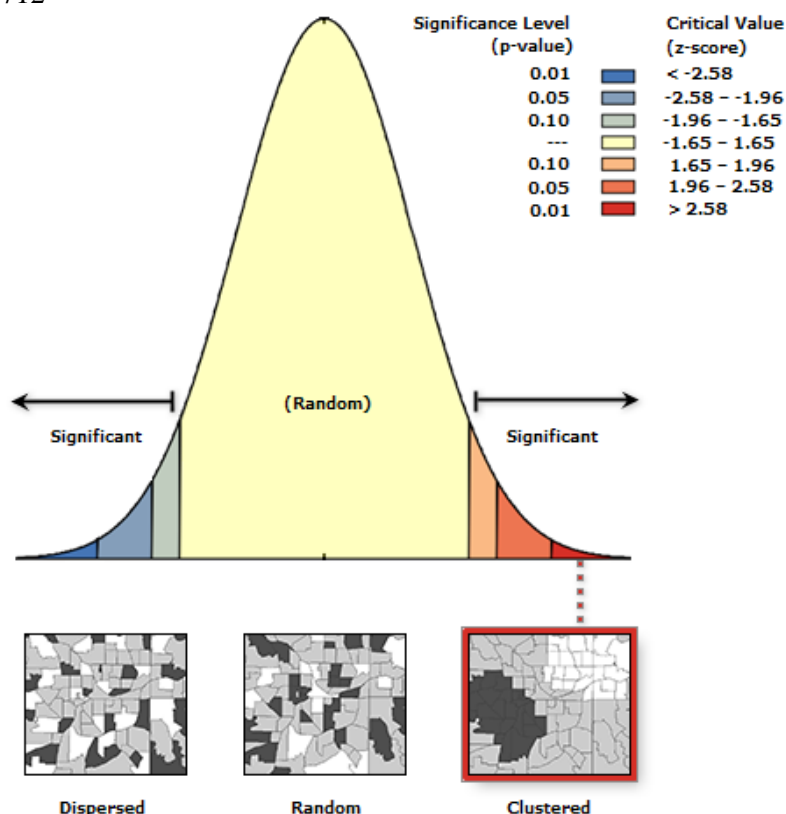 Significance Level Critical Value
(p-value) (z-score)
0.01 < -2.58
0.05 -2.58 – -1.96
0.10 -1.96 – -1.65
--- -1.65 – 1.65
0.10 1.65 – 1.96
0.05 1.96 – 2.58
0.01 > 2.58
(Random)
Significant Significant
Dispersed Random Clustered